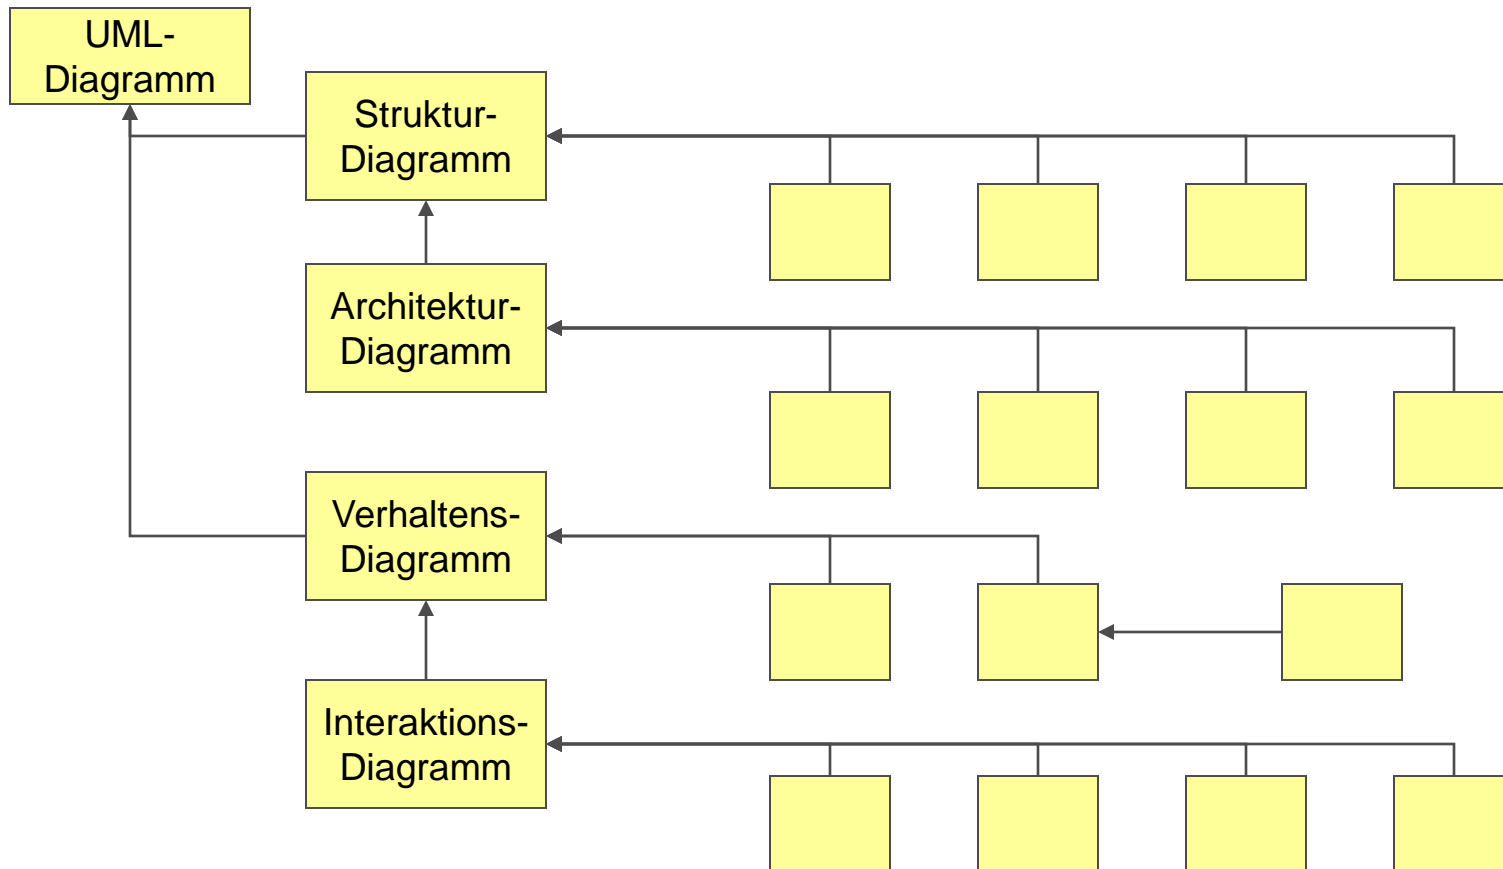 UML-
Diagramm
Struktur-
Diagramm
Architektur-
Diagramm
Verhaltens-
Diagramm
Interaktions-
Diagramm